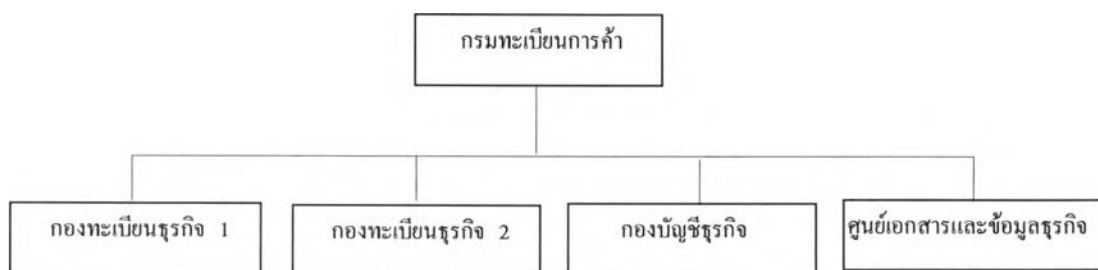 กรมทะเบียนการค้า
กองทะเบียนธุรกิจ 1
กองทะเบียนธุรกิจ 2
กองบัญชีธุรกิจ
ศูนย์เอกสารและข้อมูลธุรกิจ